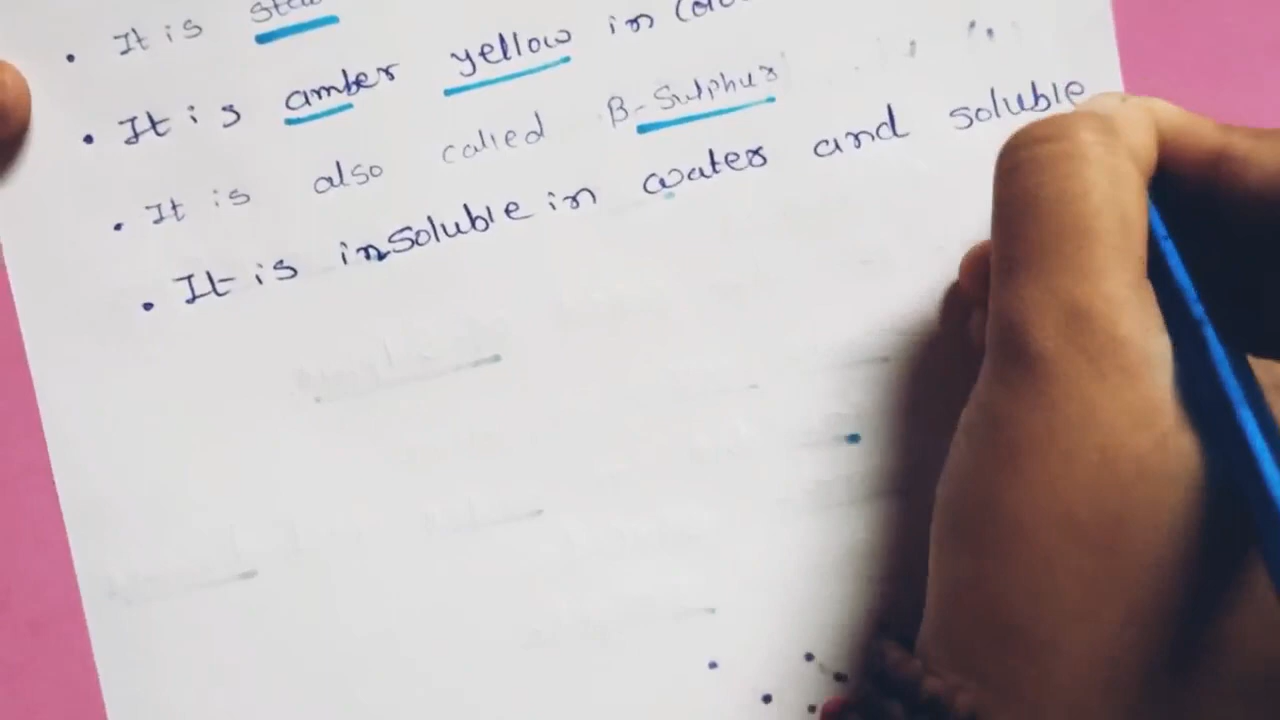 • It is
• It is amber yellow in
• It is also called β-Sulphur
• It is insoluble in water and soluble